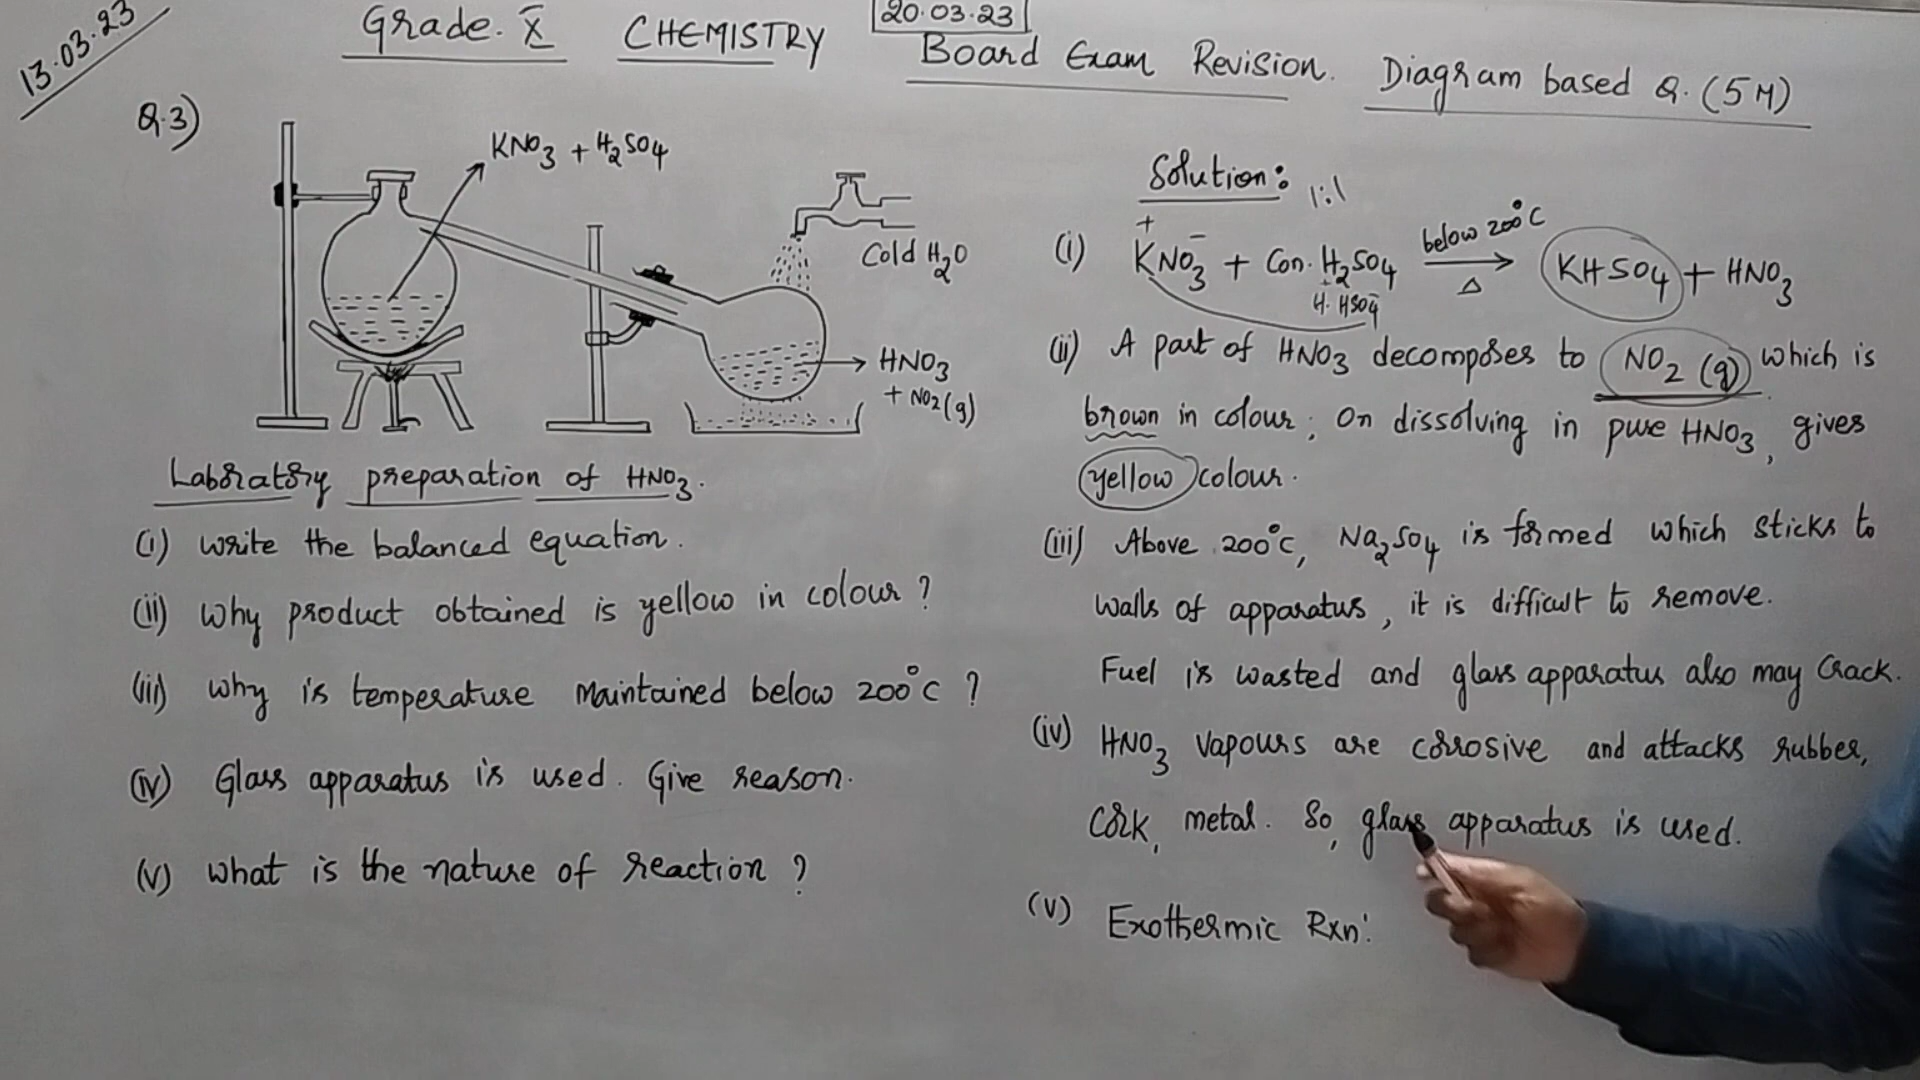 13.03.23
Grade. X CHEMISTRY 20.03.23 Board Exam Revision. Diagram based Q. (5M)
Q.3)
KNO3 + H2SO4
Cold H2O
HNO3
+ NO2(g)
Laboratory preparation of HNO3.
(i) write the balanced equation.
(ii) Why product obtained is yellow in colour ?
(iii) why is temperature Maintained below 200°C ?
(iv) Glass apparatus is used. Give reason.
(v) what is the nature of reaction ?
Solution: 1:1
(i) K+NO3- + Con. H2SO4 below 200°C → Δ KHSO4 + HNO3
H+. HSO4-
(ii) A part of HNO3 decomposes to NO2 (g) which is
brown in colour; On dissolving in pure HNO3, gives
yellow colour.
(iii) Above 200°C, Na2SO4 is formed which sticks to
walls of apparatus, it is difficult to remove.
Fuel is wasted and glass apparatus also may Crack.
(iv) HNO3 vapours are corrosive and attacks rubber,
Cork, metal. So, glass apparatus is used.
(v) Exothermic Rxn: